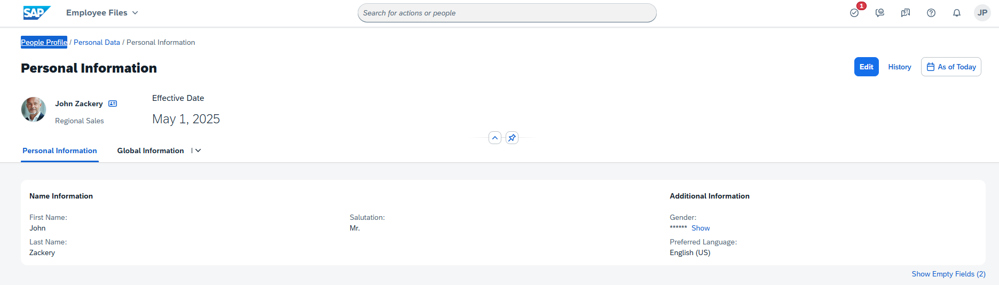 SAP Employee Files Search for actions or people 1 JP
People Profile / Personal Data / Personal Information
Personal Information Edit History As of Today
John Zackery
Regional Sales
Effective Date
May 1, 2025
Personal Information Global Information
Name Information
First Name:
John
Last Name:
Zackery
Salutation:
Mr.
Additional Information
Gender:
****** Show
Preferred Language:
English (US)
Show Empty Fields (2)